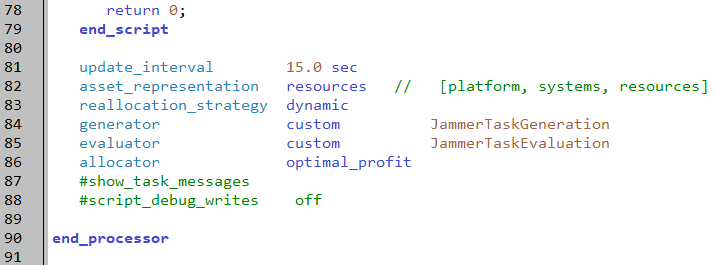 78 return 0;
79 end_script
80
81 update_interval 15.0 sec
82 asset_representation resources // [platform, systems, resources]
83 reallocation_strategy dynamic
84 generator custom JammerTaskGeneration
85 evaluator custom JammerTaskEvaluation
86 allocator optimal_profit
87 #show_task_messages
88 #script_debug_writes off
89
90 end_processor
91